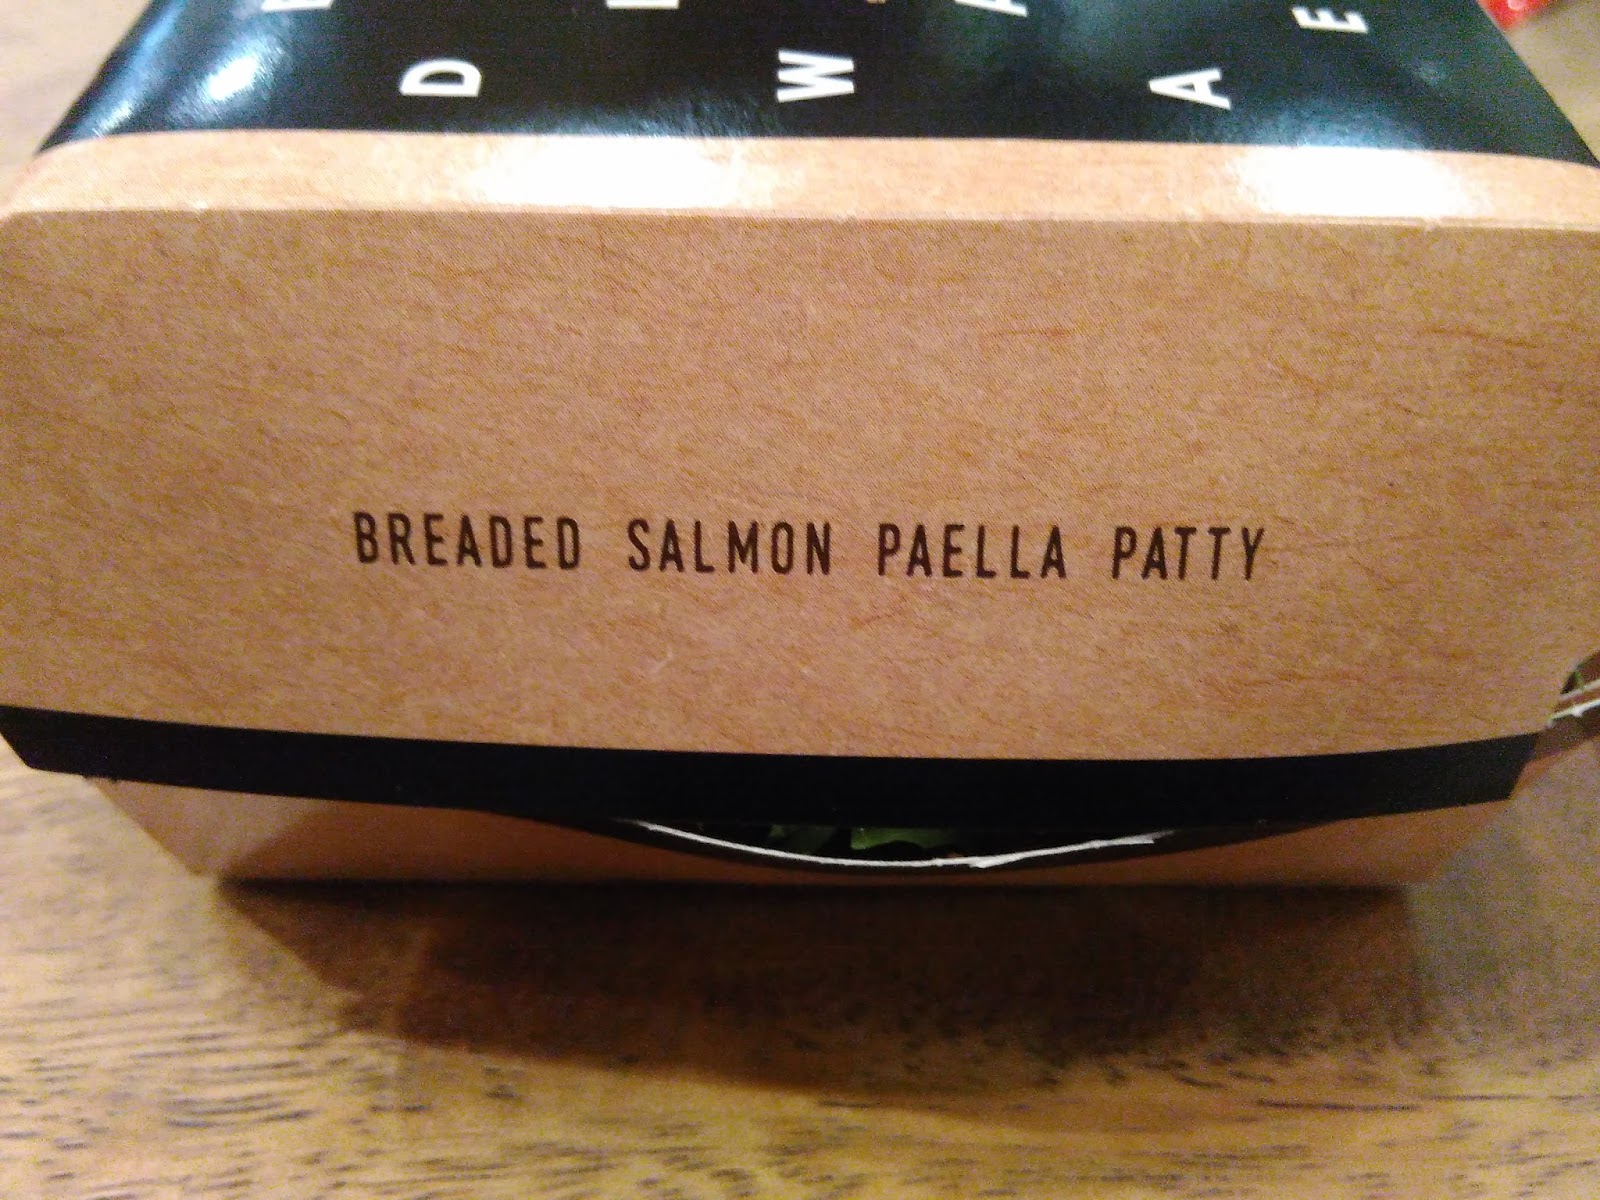 D W A E
BREADED SALMON PAELLA PATTY